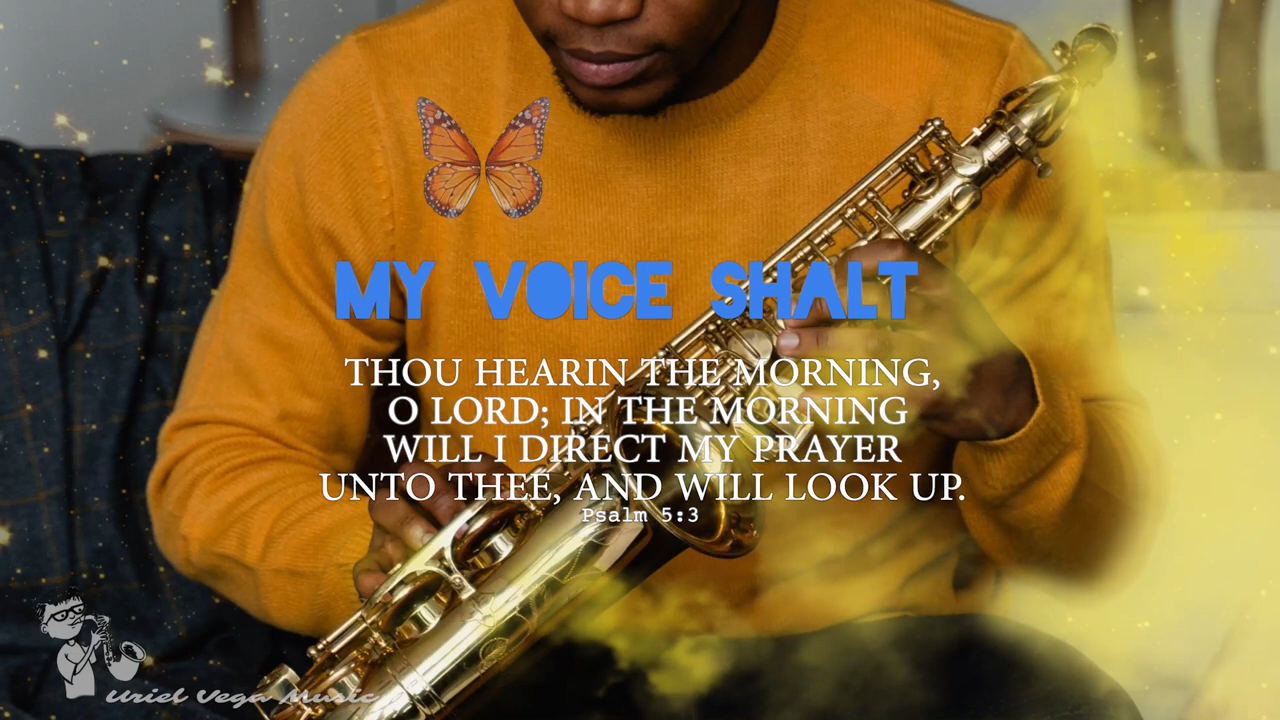 MY VOICE SHALT
THOU HEARIN THE MORNING,
O LORD; IN THE MORNING
WILL I DIRECT MY PRAYER
UNTO THEE, AND WILL LOOK UP.
Psalm 5:3
Uriel Vega Music